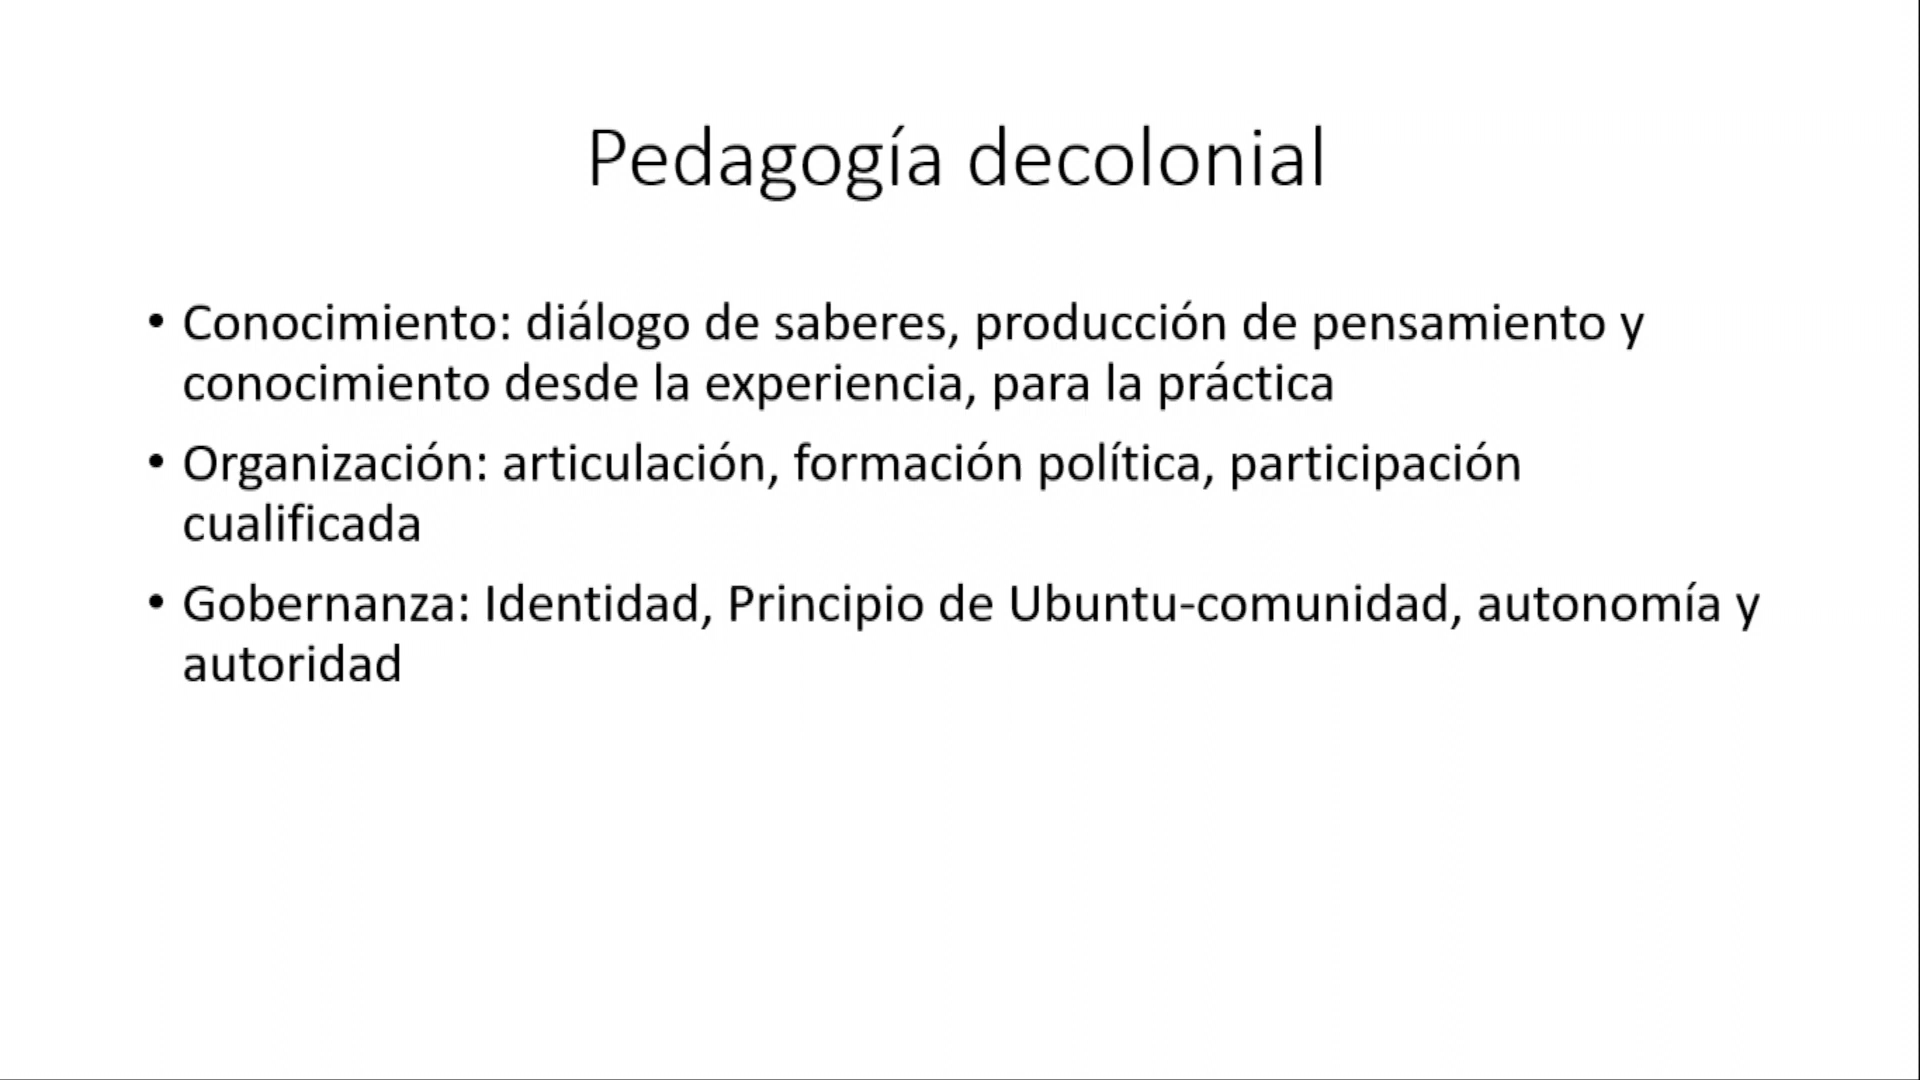 Pedagogía decolonial
• Conocimiento: diálogo de saberes, producción de pensamiento y
conocimiento desde la experiencia, para la práctica
• Organización: articulación, formación política, participación
cualificada
• Gobernanza: Identidad, Principio de Ubuntu-comunidad, autonomía y
autoridad